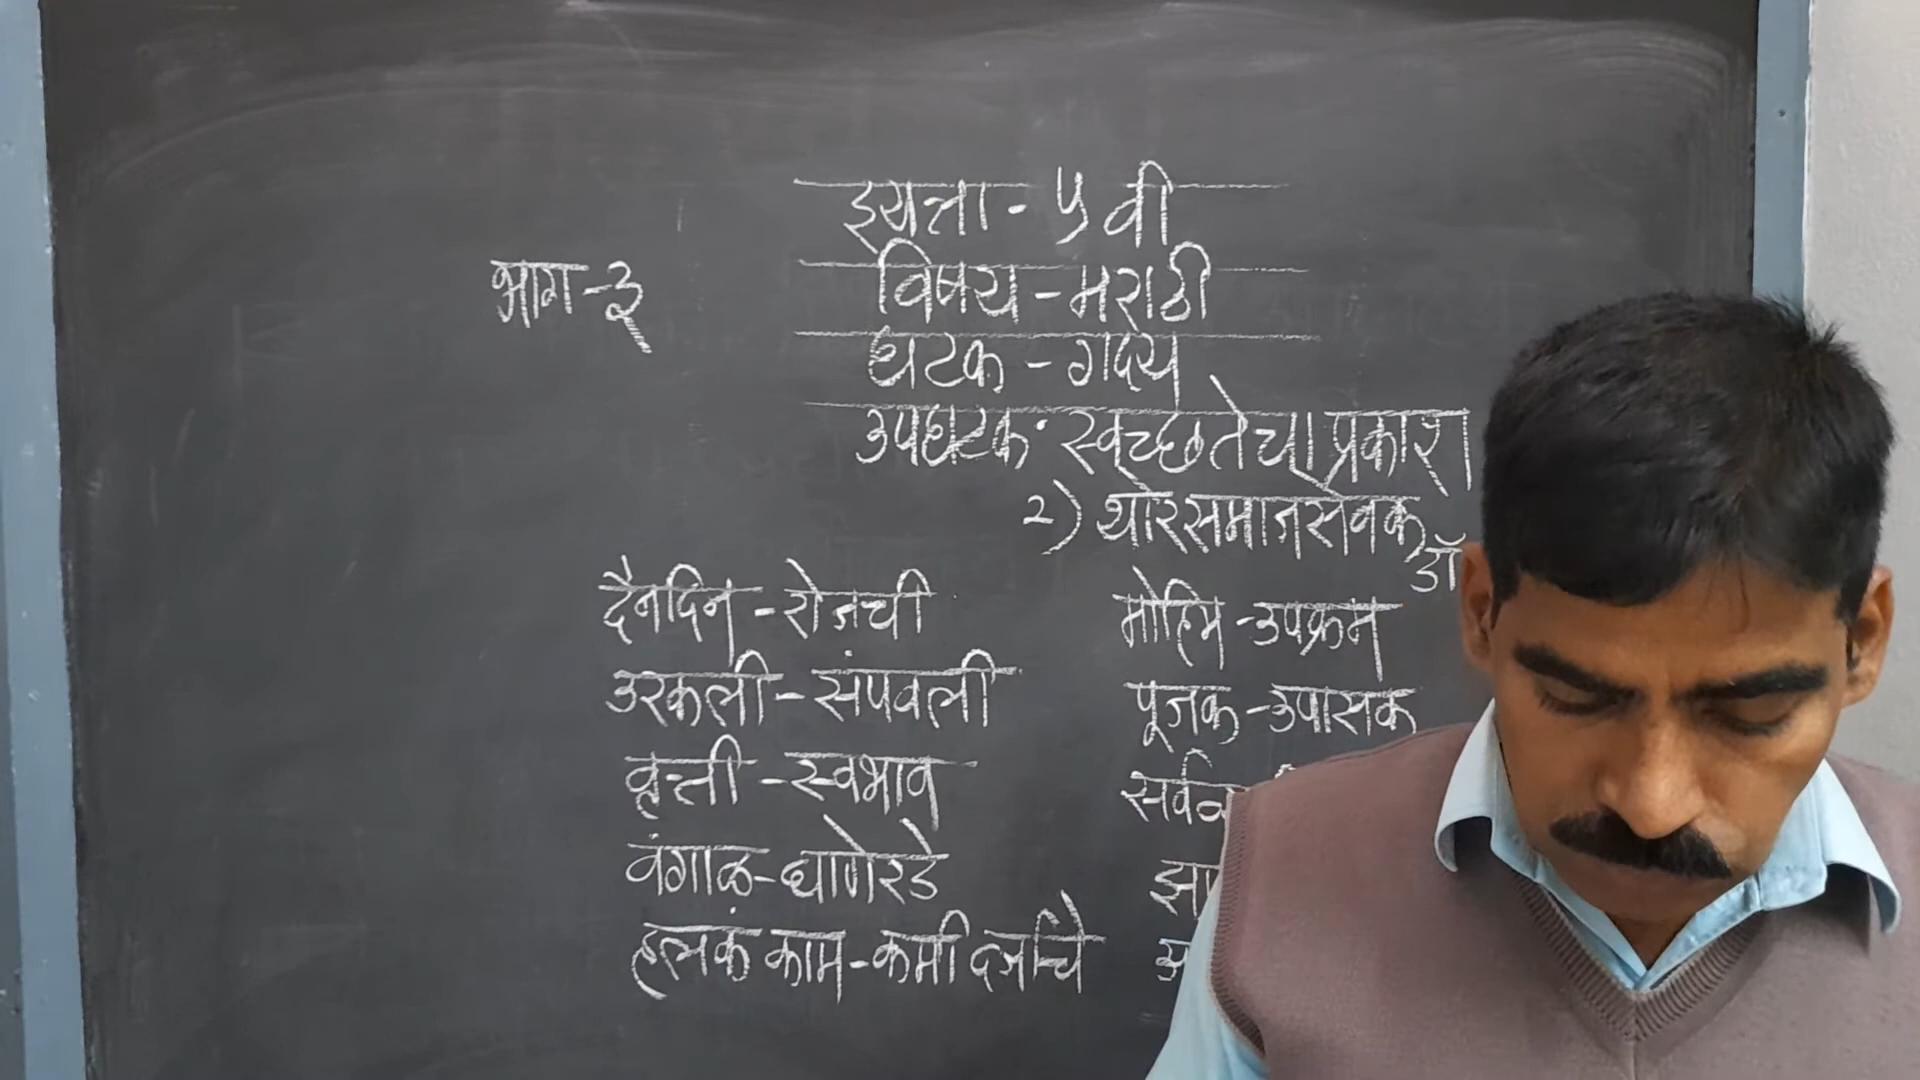 इयत्ता - ५ वी
भाग - ३
विषय - मराठी
घटक - गद्य
उपघटक - स्वच्छतेचा प्रकाश
२) थोर समाजसेवक
डॉ
दैनंदिन - रोजची
उरकली - संपवली
वृत्ती - स्वभाव
वंगाळ - घाणेरडे
हलकं काम - कमी दर्जाचे
मोहिम - उपक्रम
पूजक - उपासक